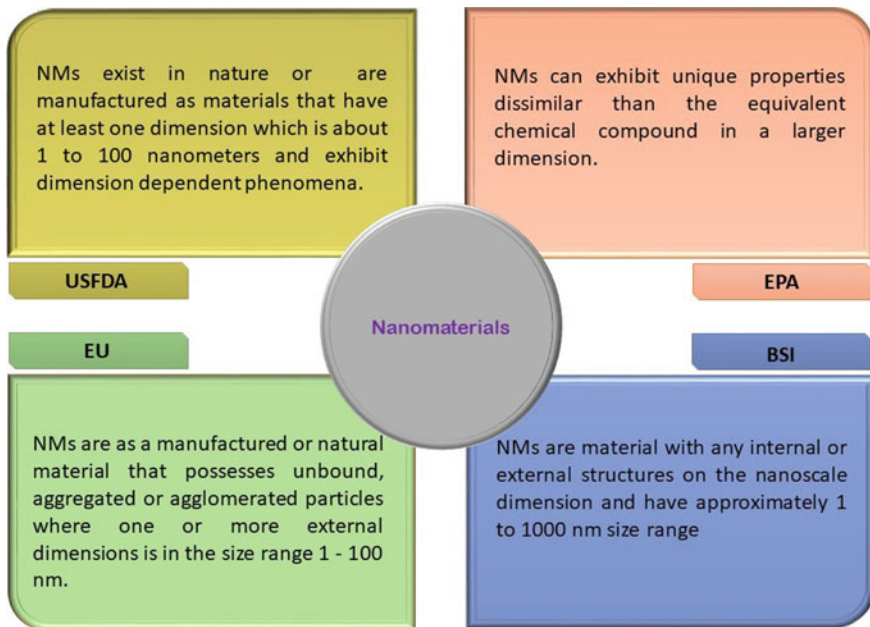 NMs exist in nature or are
manufactured as materials that have
at least one dimension which is about
1 to 100 nanometers and exhibit
dimension dependent phenomena.
USFDA
NMs can exhibit unique properties
dissimilar than the equivalent
chemical compound in a larger
dimension.
EPA
Nanomaterials
EU
NMs are as a manufactured or natural
material that possesses unbound,
aggregated or agglomerated particles
where one or more external
dimensions is in the size range 1 - 100
nm.
BSI
NMs are material with any internal or
external structures on the nanoscale
dimension and have approximately 1
to 1000 nm size range